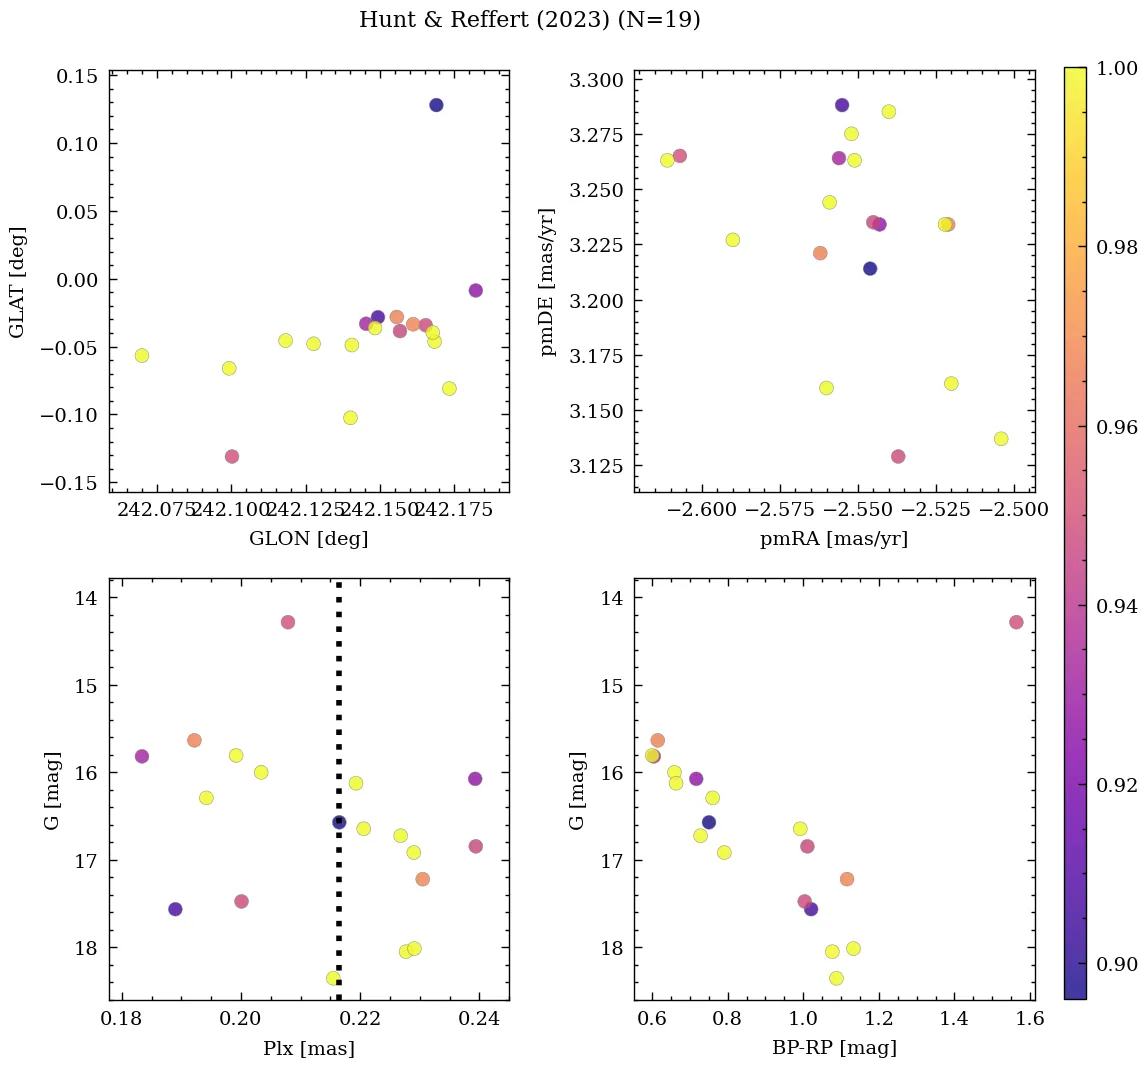 Hunt & Reffert (2023) (N=19)
0.15
0.10
0.05
0.00
−0.05
−0.10
−0.15
GLAT [deg]
242.075 242.100 242.125 242.150 242.175
GLON [deg]
3.300
3.275
3.250
3.225
3.200
3.175
3.150
3.125
pmDE [mas/yr]
−2.600 −2.575 −2.550 −2.525 −2.500
pmRA [mas/yr]
14
15
16
17
18
G [mag]
0.18 0.20 0.22 0.24
Plx [mas]
14
15
16
17
18
G [mag]
0.6 0.8 1.0 1.2 1.4 1.6
BP-RP [mag]
1.00
0.98
0.96
0.94
0.92
0.90